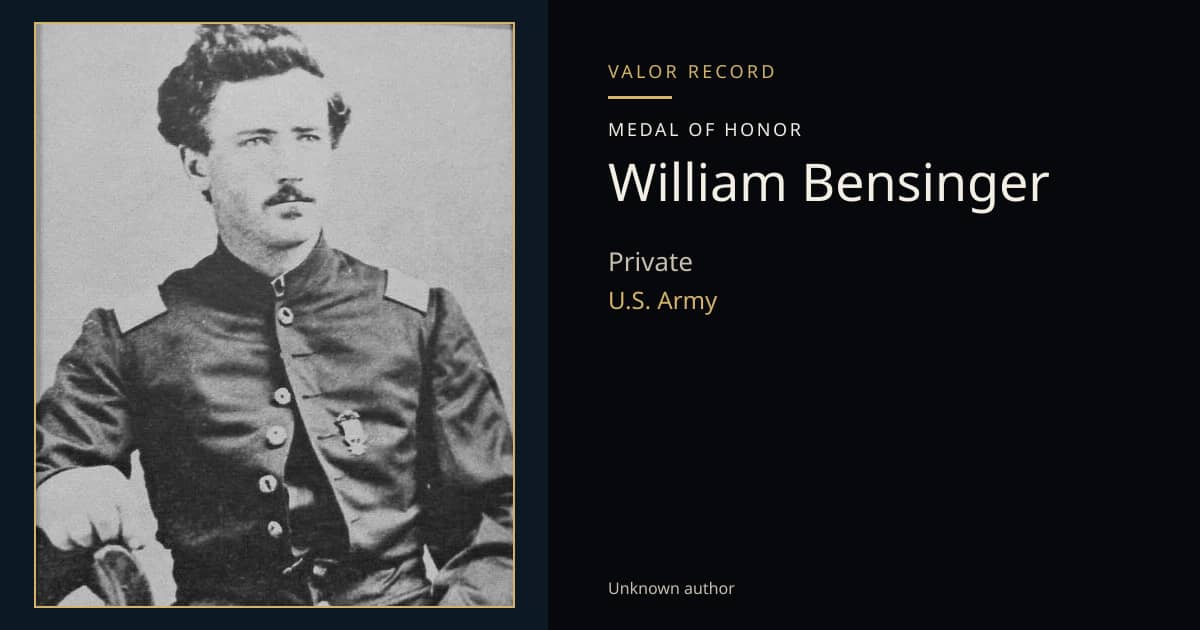 VALOR RECORD
MEDAL OF HONOR
William Bensinger
Private
U.S. Army
Unknown author